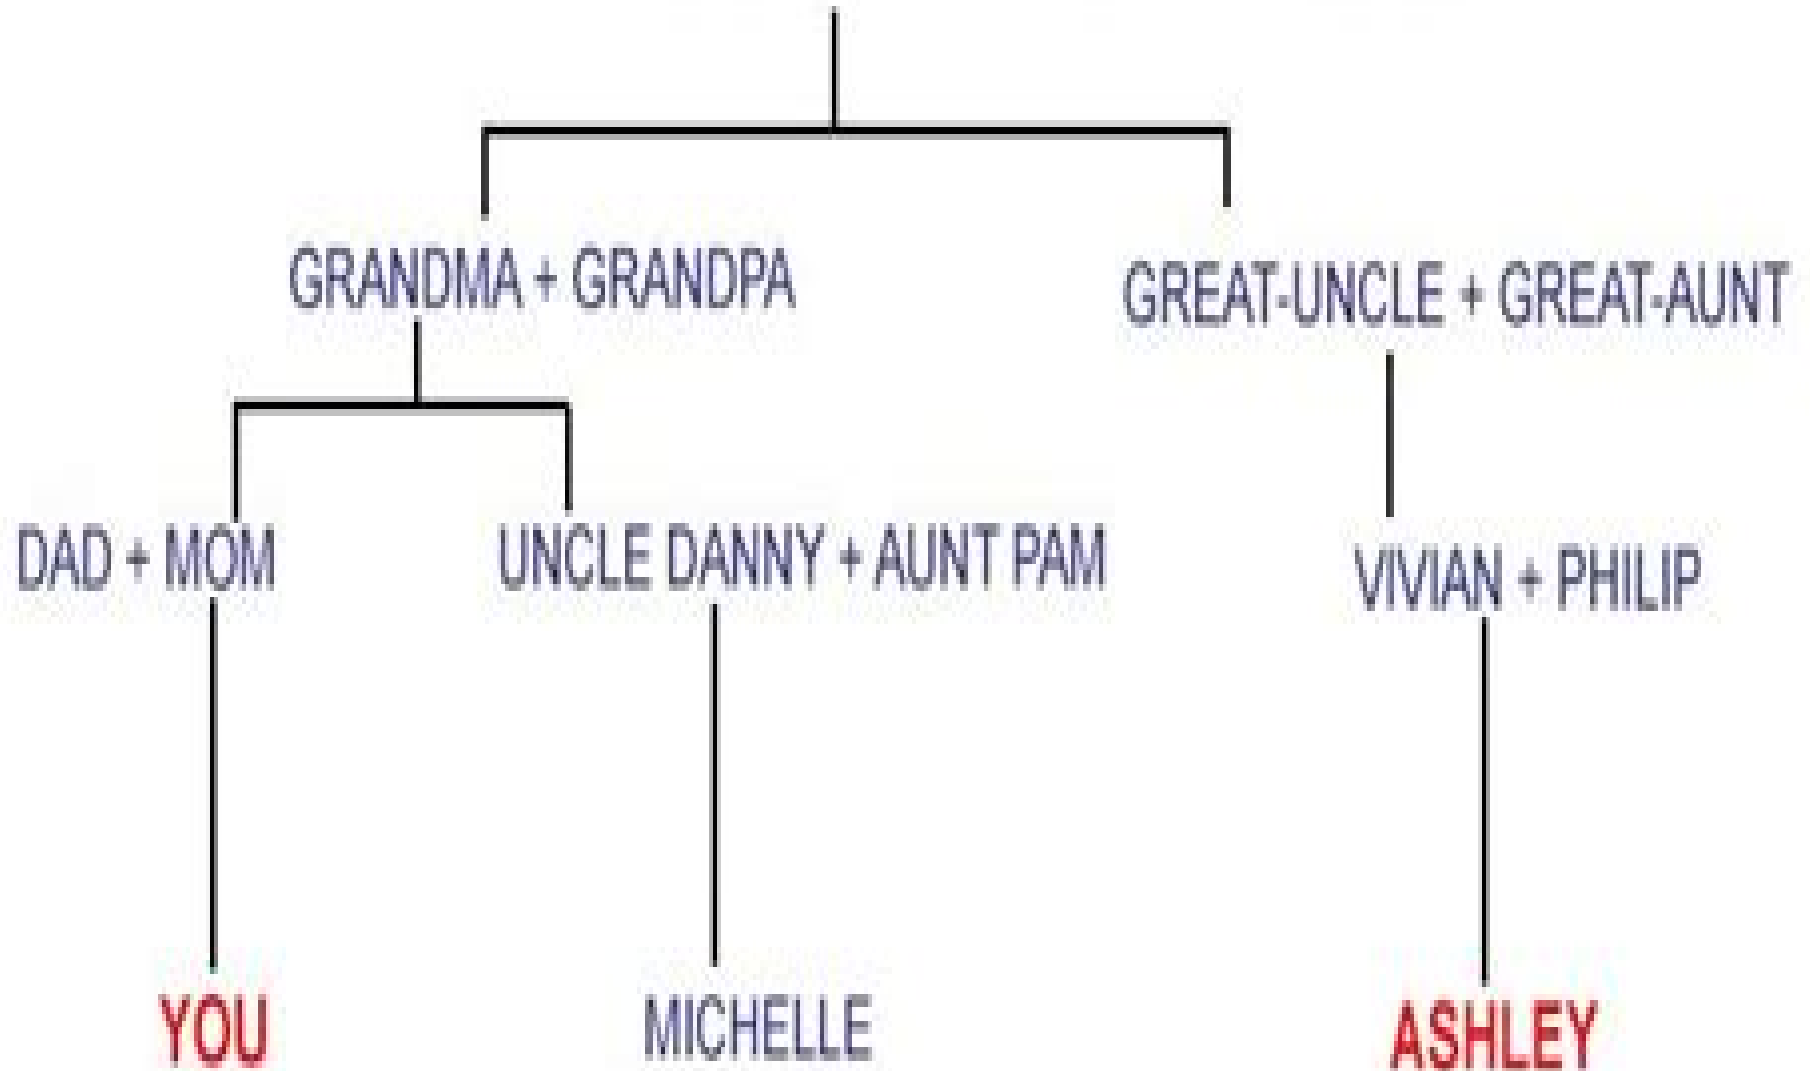 GRANDMA + GRANDPA
GREAT-UNCLE + GREAT-AUNT
DAD + MOM
UNCLE DANNY + AUNT PAM
VIVIAN + PHILIP
YOU
MICHELLE
ASHLEY